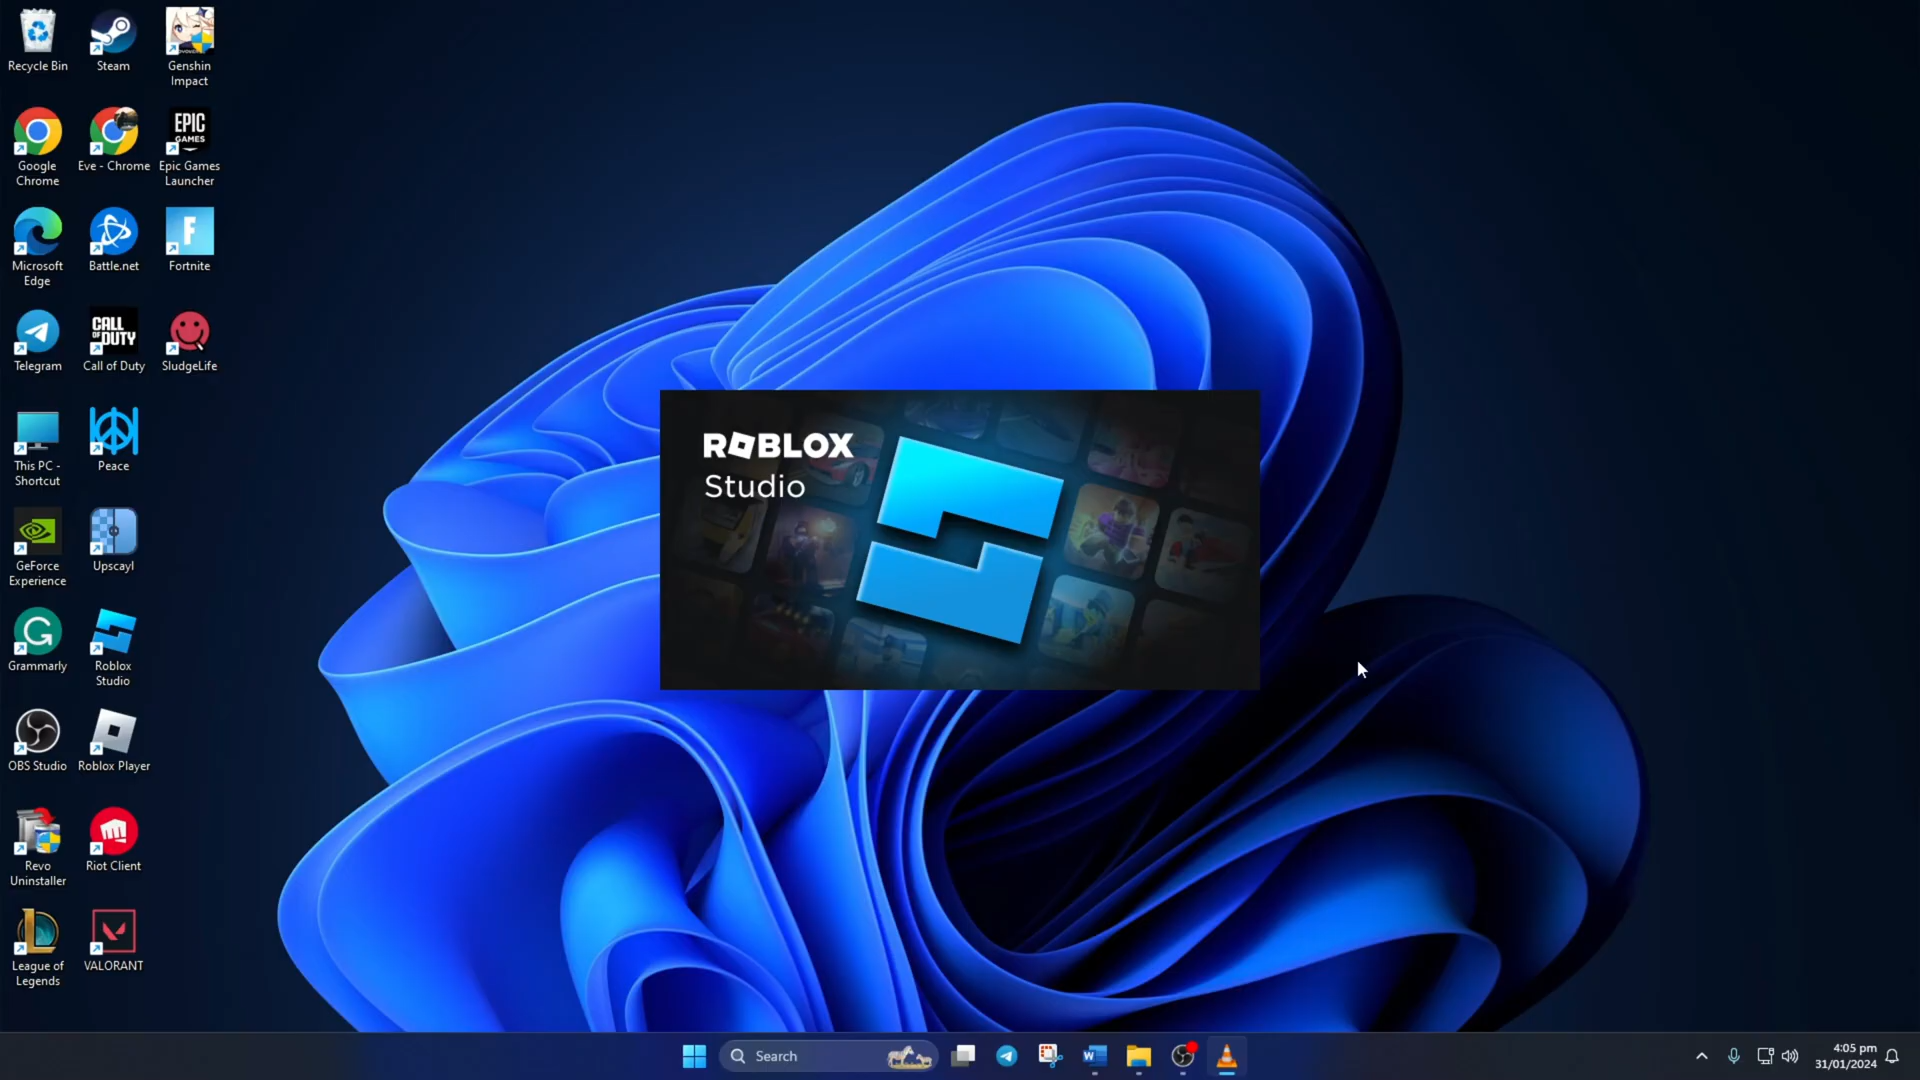 Recycle Bin
Steam
Genshin
Impact
Google
Chrome
Eve - Chrome
EPIC
GAMES
Epic Games
Launcher
Microsoft
Edge
Battle.net
F
Fortnite
Telegram
CALL
OF DUTY
Call of Duty
SludgeLife
This PC -
Shortcut
Peace
GeForce
Experience
Upscayl
Grammarly
Roblox
Studio
OBS Studio
Roblox Player
Revo
Uninstaller
Riot Client
League of
Legends
VALORANT
ROBLOX
Studio
Search
4:05 pm
31/01/2024